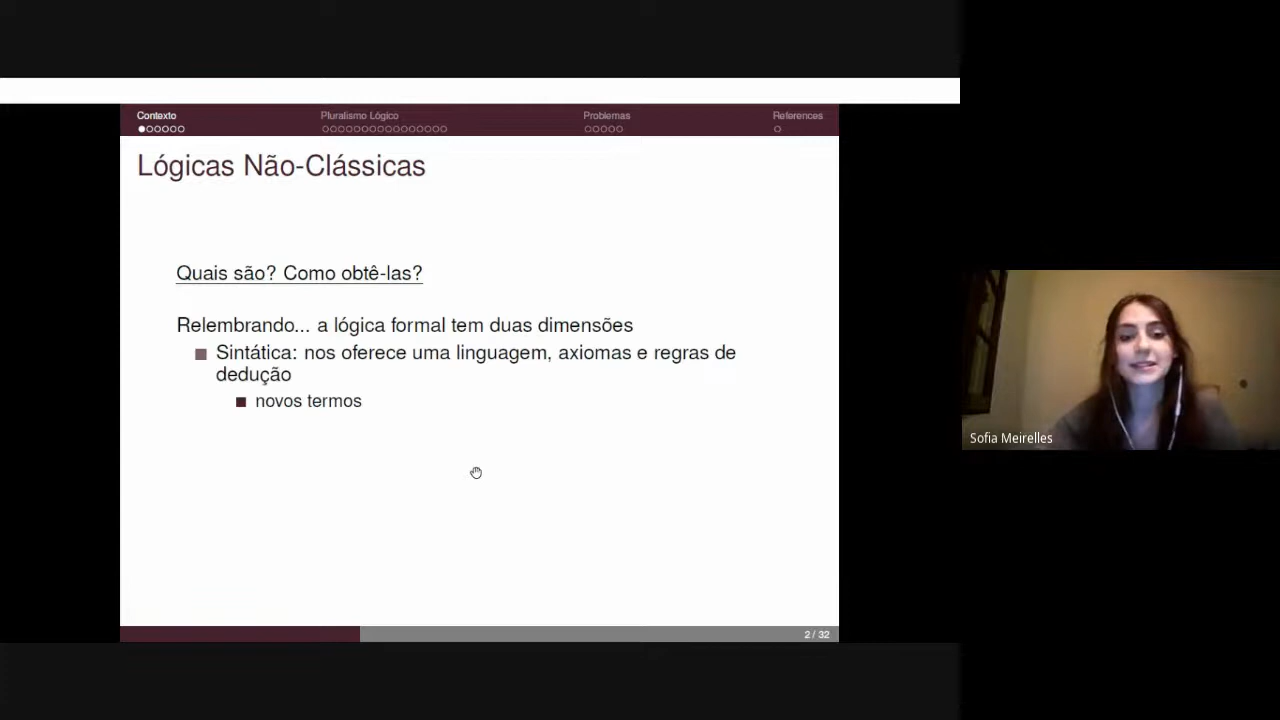 Contexto
Pluralismo Lógico
Problemas
References
Lógicas Não-Clássicas
Quais são? Como obtê-las?
Relembrando... a lógica formal tem duas dimensões
Sintática: nos oferece uma linguagem, axiomas e regras de
dedução
novos termos
Sofia Meirelles
2 / 32